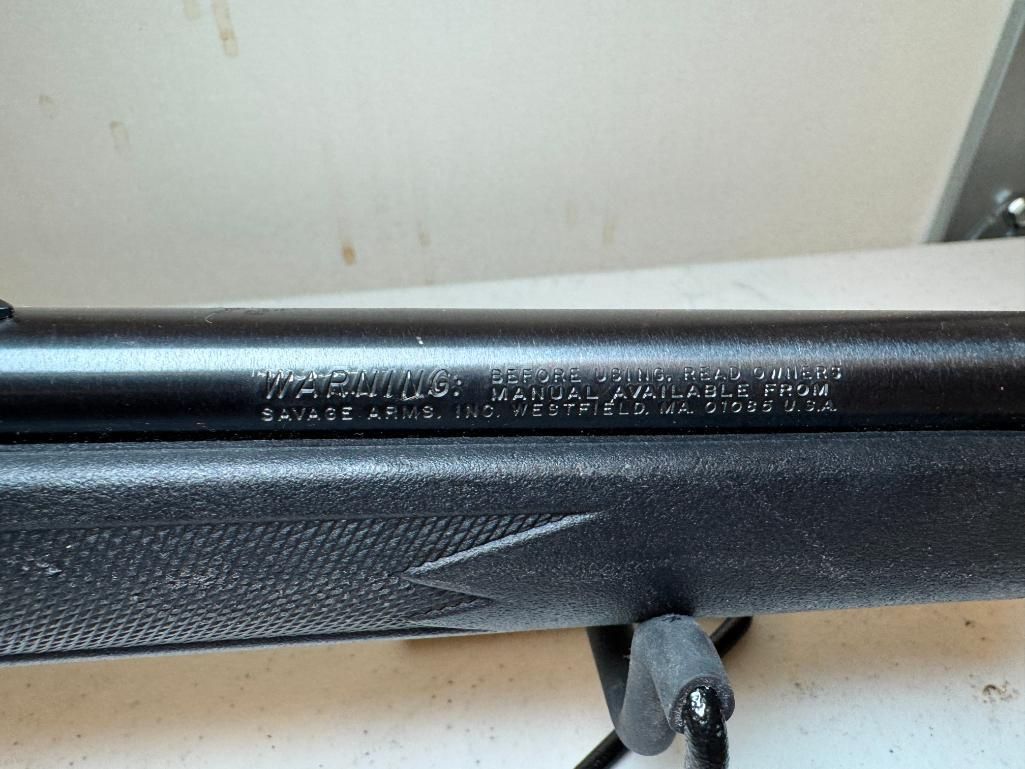 WARNING: BEFORE USING, READ OWNERS
MANUAL AVAILABLE FROM
SAVAGE ARMS, INC. WESTFIELD, MA. 01085 U.S.A.